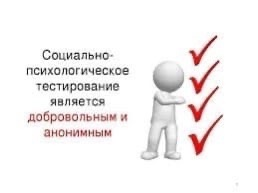 Социально-
психологическое
тестирование
является
добровольным и
анонимным